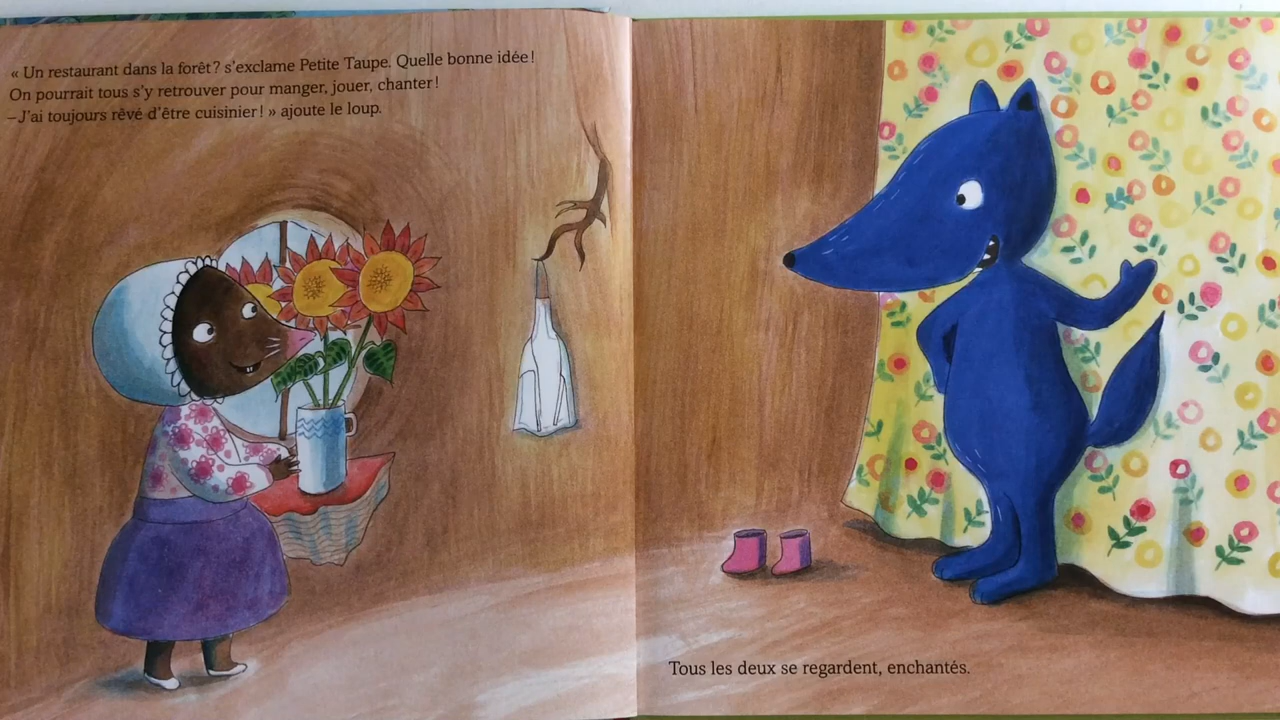 « Un restaurant dans la forêt ? s'exclame Petite Taupe. Quelle bonne idée !
On pourrait tous s'y retrouver pour manger, jouer, chanter !
– J'ai toujours rêvé d'être cuisinier ! » ajoute le loup.
Tous les deux se regardent, enchantés.